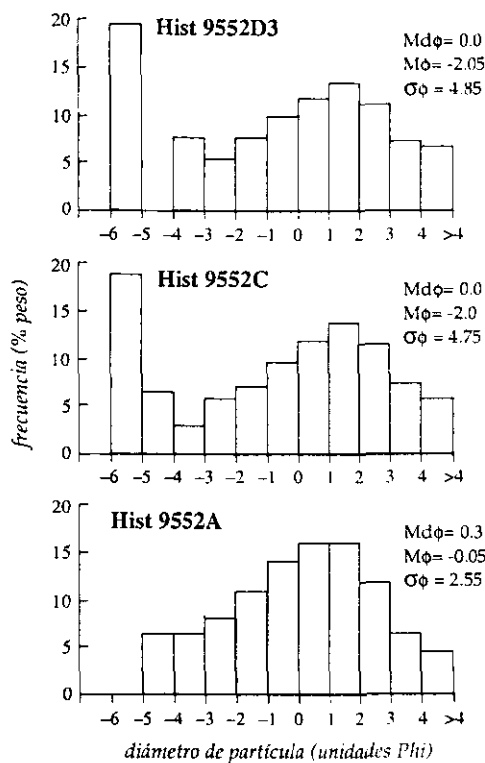 Hist 9552D3
Mdϕ= 0.0
Mϕ= -2.05
σϕ = 4.85
20
15
10
5
0
−6 −5 −4 −3 −2 −1 0 1 2 3 4 >4
Hist 9552C
Mdϕ= 0.0
Mϕ= -2.0
σϕ = 4.75
20
15
10
5
0
−6 −5 −4 −3 −2 −1 0 1 2 3 4 >4
frecuencia (% peso)
Hist 9552A
Mdϕ= 0.3
Mϕ= -0.05
σϕ = 2.55
20
15
10
5
0
−6 −5 −4 −3 −2 −1 0 1 2 3 4 >4
diámetro de partícula (unidades Phi)